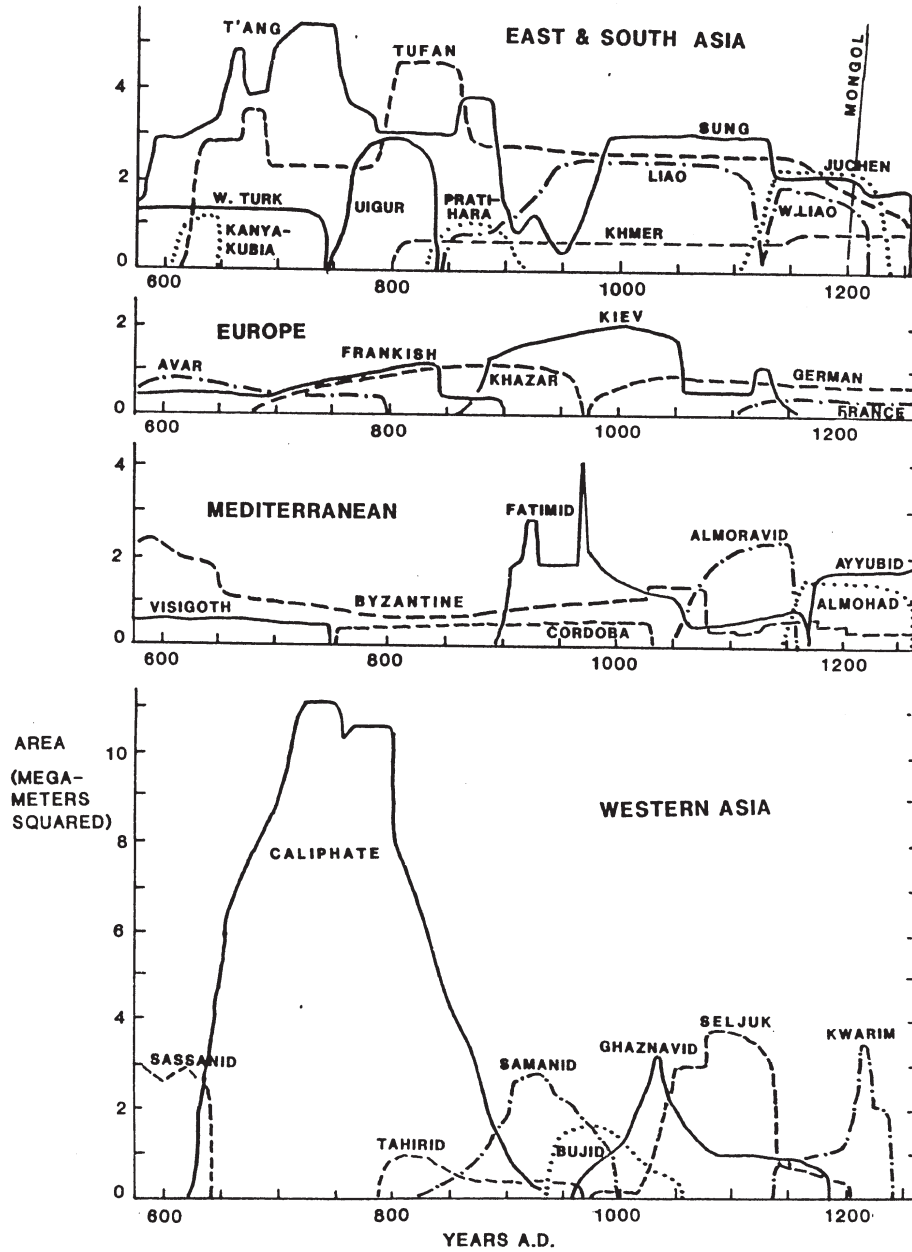 EAST & SOUTH ASIA
T'ANG
TUFAN
MONGOL
4
SUNG
JUCHEN
2
W. TURK
UIGUR
PRATI-
HARA
LIAO
W.LIAO
KANYA-
KUBIA
KHMER
0
600
800
1000
1200
EUROPE
KIEV
2
AVAR
FRANKISH
KHAZAR
GERMAN
FRANCE
0
600
800
1000
1200
MEDITERRANEAN
4
FATIMID
ALMORAVID
AYYUBID
2
VISIGOTH
BYZANTINE
CORDOBA
ALMOHAD
0
600
800
1000
1200
WESTERN ASIA
AREA
(MEGA-
METERS
SQUARED)
10
8
CALIPHATE
6
4
SELJUK
KWARIM
SASSANID
SAMANID
GHAZNAVID
2
TAHIRID
BUJID
0
600
800
1000
1200
YEARS A.D.